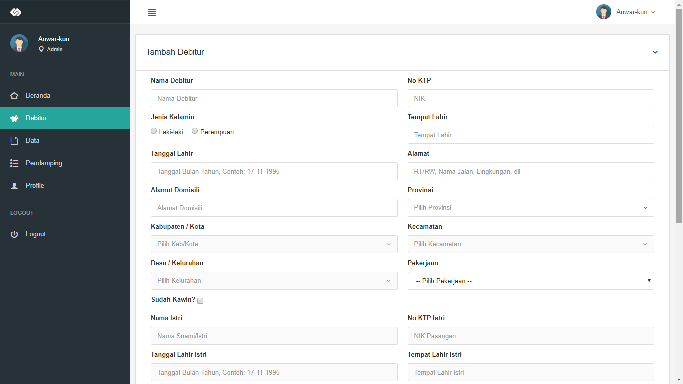 Anwar-kun
Anwar-kun
Admin
Tambah Debitur
MAIN
Beranda
Debitur
Data
Pendamping
Profile
LOGOUT
Logout
Nama Debitur
No KTP
Nama Debitur
NIK
Jenis Kelamin
Tempat Lahir
Laki-laki
Perempuan
Tempat Lahir
Tanggal Lahir
Alamat
Tanggal Bulan Tahun, Contoh: 17-11-1995
RT/RW, Nama Jalan, Lingkungan, dll
Alamat Domisili
Provinsi
Alamat Domisili
Pilih Provinsi
Kabupaten / Kota
Kecamatan
Pilih Kab/Kota
Pilih Kecamatan
Desa / Kelurahan
Pekerjaan
Pilih Kelurahan
-- Pilih Pekerjaan --
Sudah Kawin?
Nama Istri
No KTP Istri
Nama Suami/Istri
NIK Pasangan
Tanggal Lahir Istri
Tempat Lahir Istri
Tanggal Bulan Tahun, Contoh: 17-11-1995
Tempat Lahir Istri